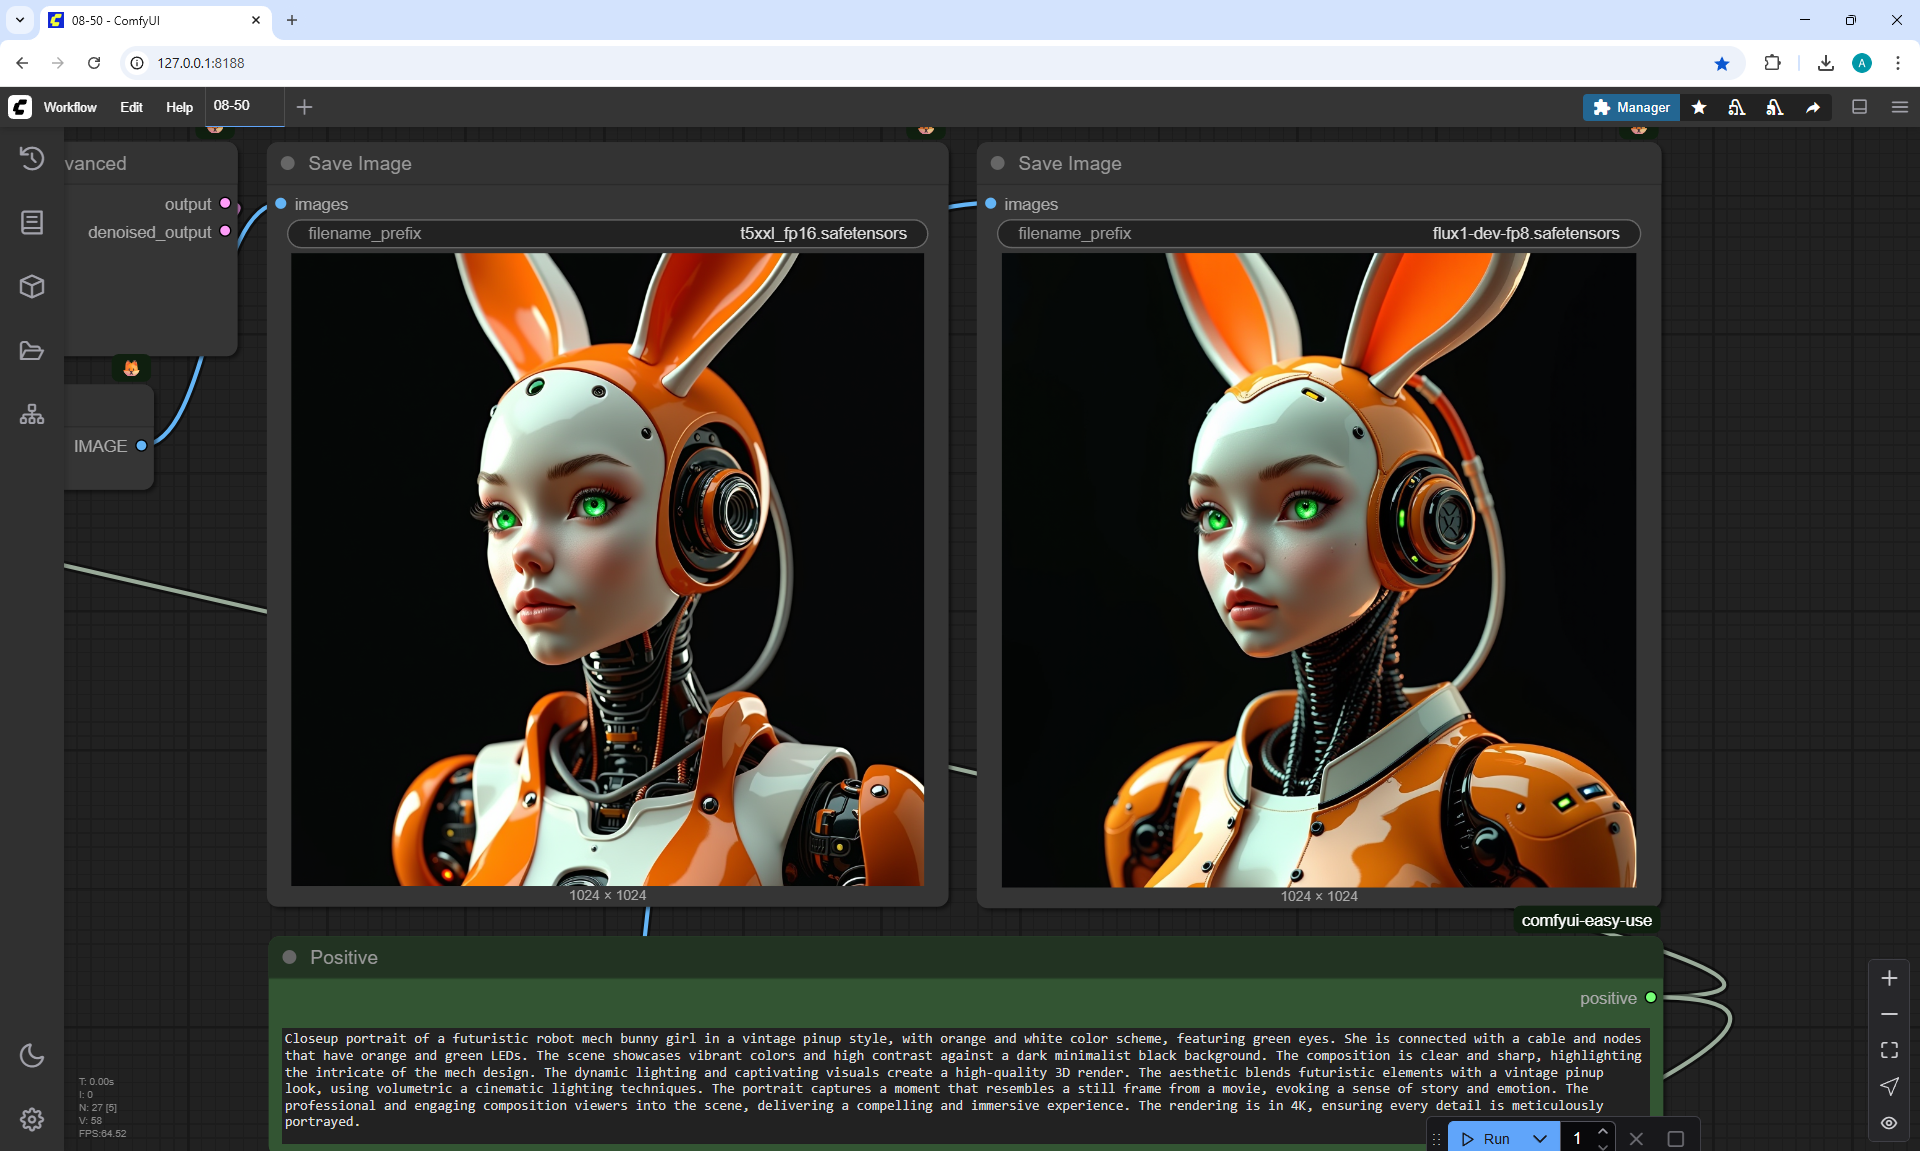 08-50 - ComfyUI
127.0.0.1:8188
A
Workflow Edit Help 08-50
Manager
vanced
output
denoised_output
IMAGE
Save Image
images
filename_prefix t5xxl_fp16.safetensors
1024 × 1024
Save Image
images
filename_prefix flux1-dev-fp8.safetensors
1024 × 1024
comfyui-easy-use
Positive
positive
Closeup portrait of a futuristic robot mech bunny girl in a vintage pinup style, with orange and white color scheme, featuring green eyes. She is connected with a cable and nodes
that have orange and green LEDs. The scene showcases vibrant colors and high contrast against a dark minimalist black background. The composition is clear and sharp, highlighting
the intricate of the mech design. The dynamic lighting and captivating visuals create a high-quality 3D render. The aesthetic blends futuristic elements with a vintage pinup
look, using volumetric a cinematic lighting techniques. The portrait captures a moment that resembles a still frame from a movie, evoking a sense of story and emotion. The
professional and engaging composition viewers into the scene, delivering a compelling and immersive experience. The rendering is in 4K, ensuring every detail is meticulously
portrayed.
T: 0.00s
I: 0
N: 27 [5]
V: 58
FPS:64.52
Run 1